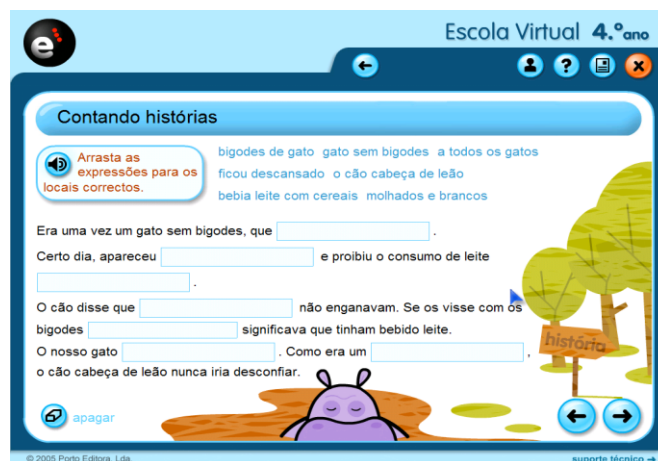 Escola Virtual 4.º ano
Contando histórias
Arrasta as
expressões para os
locais correctos.
bigodes de gato gato sem bigodes a todos os gatos
ficou descansado o cão cabeça de leão
bebia leite com cereais molhados e brancos
Era uma vez um gato sem bigodes, que .
Certo dia, apareceu e proibiu o consumo de leite
.
O cão disse que não enganavam. Se os visse com os
bigodes significava que tinham bebido leite.
O nosso gato . Como era um ,
o cão cabeça de leão nunca iria desconfiar.
história
apagar
© 2005 Porto Editora, Lda. suporte técnico